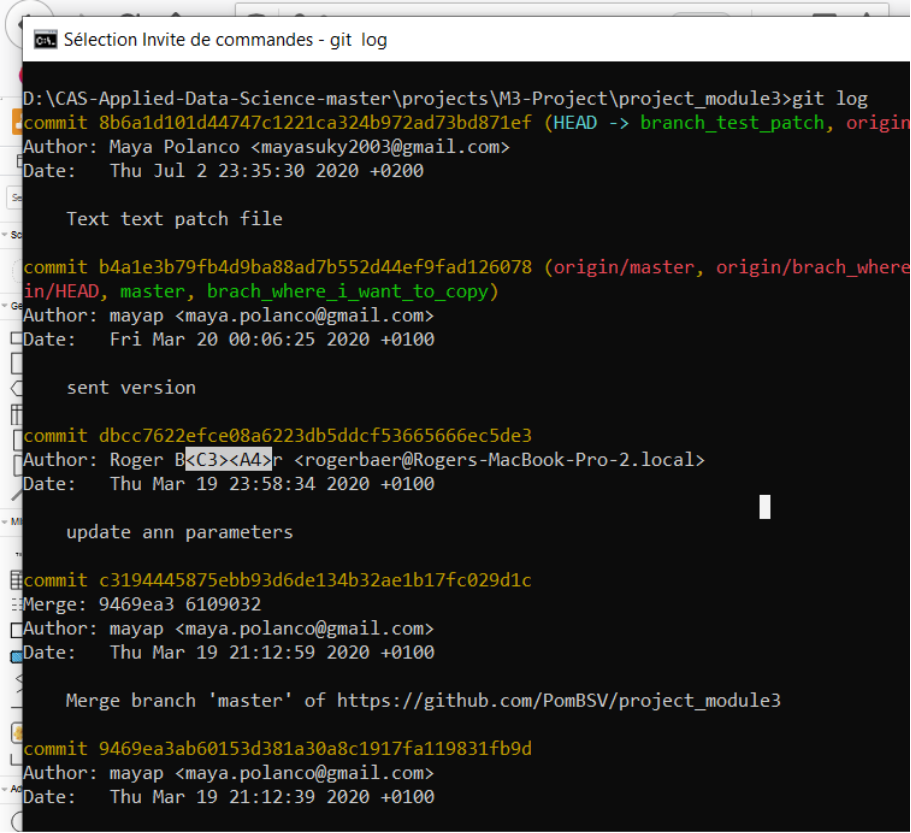 Sélection Invite de commandes - git  log
D:\CAS-Applied-Data-Science-master\projects\M3-Project\project_module3>git log
commit 8b6a1d101d44747c1221ca324b972ad73bd871ef (HEAD -> branch_test_patch, origin
Author: Maya Polanco <mayasuky2003@gmail.com>
Date:   Thu Jul 2 23:35:30 2020 +0200
Text text patch file
commit b4a1e3b79fb4d9ba88ad7b552d44ef9fad126078 (origin/master, origin/brach_where
in/HEAD, master, brach_where_i_want_to_copy)
Author: mayap <maya.polanco@gmail.com>
Date:   Fri Mar 20 00:06:25 2020 +0100
sent version
commit dbcc7622efce08a6223db5ddcf53665666ec5de3
Author: Roger B<C3><A4>r <rogerbaer@Rogers-MacBook-Pro-2.local>
Date:   Thu Mar 19 23:58:34 2020 +0100
update ann parameters
commit c3194445875ebb93d6de134b32ae1b17fc029d1c
Merge: 9469ea3 6109032
Author: mayap <maya.polanco@gmail.com>
Date:   Thu Mar 19 21:12:59 2020 +0100
Merge branch 'master' of https://github.com/PomBSV/project_module3
commit 9469ea3ab60153d381a30a8c1917fa119831fb9d
Author: mayap <maya.polanco@gmail.com>
Date:   Thu Mar 19 21:12:39 2020 +0100